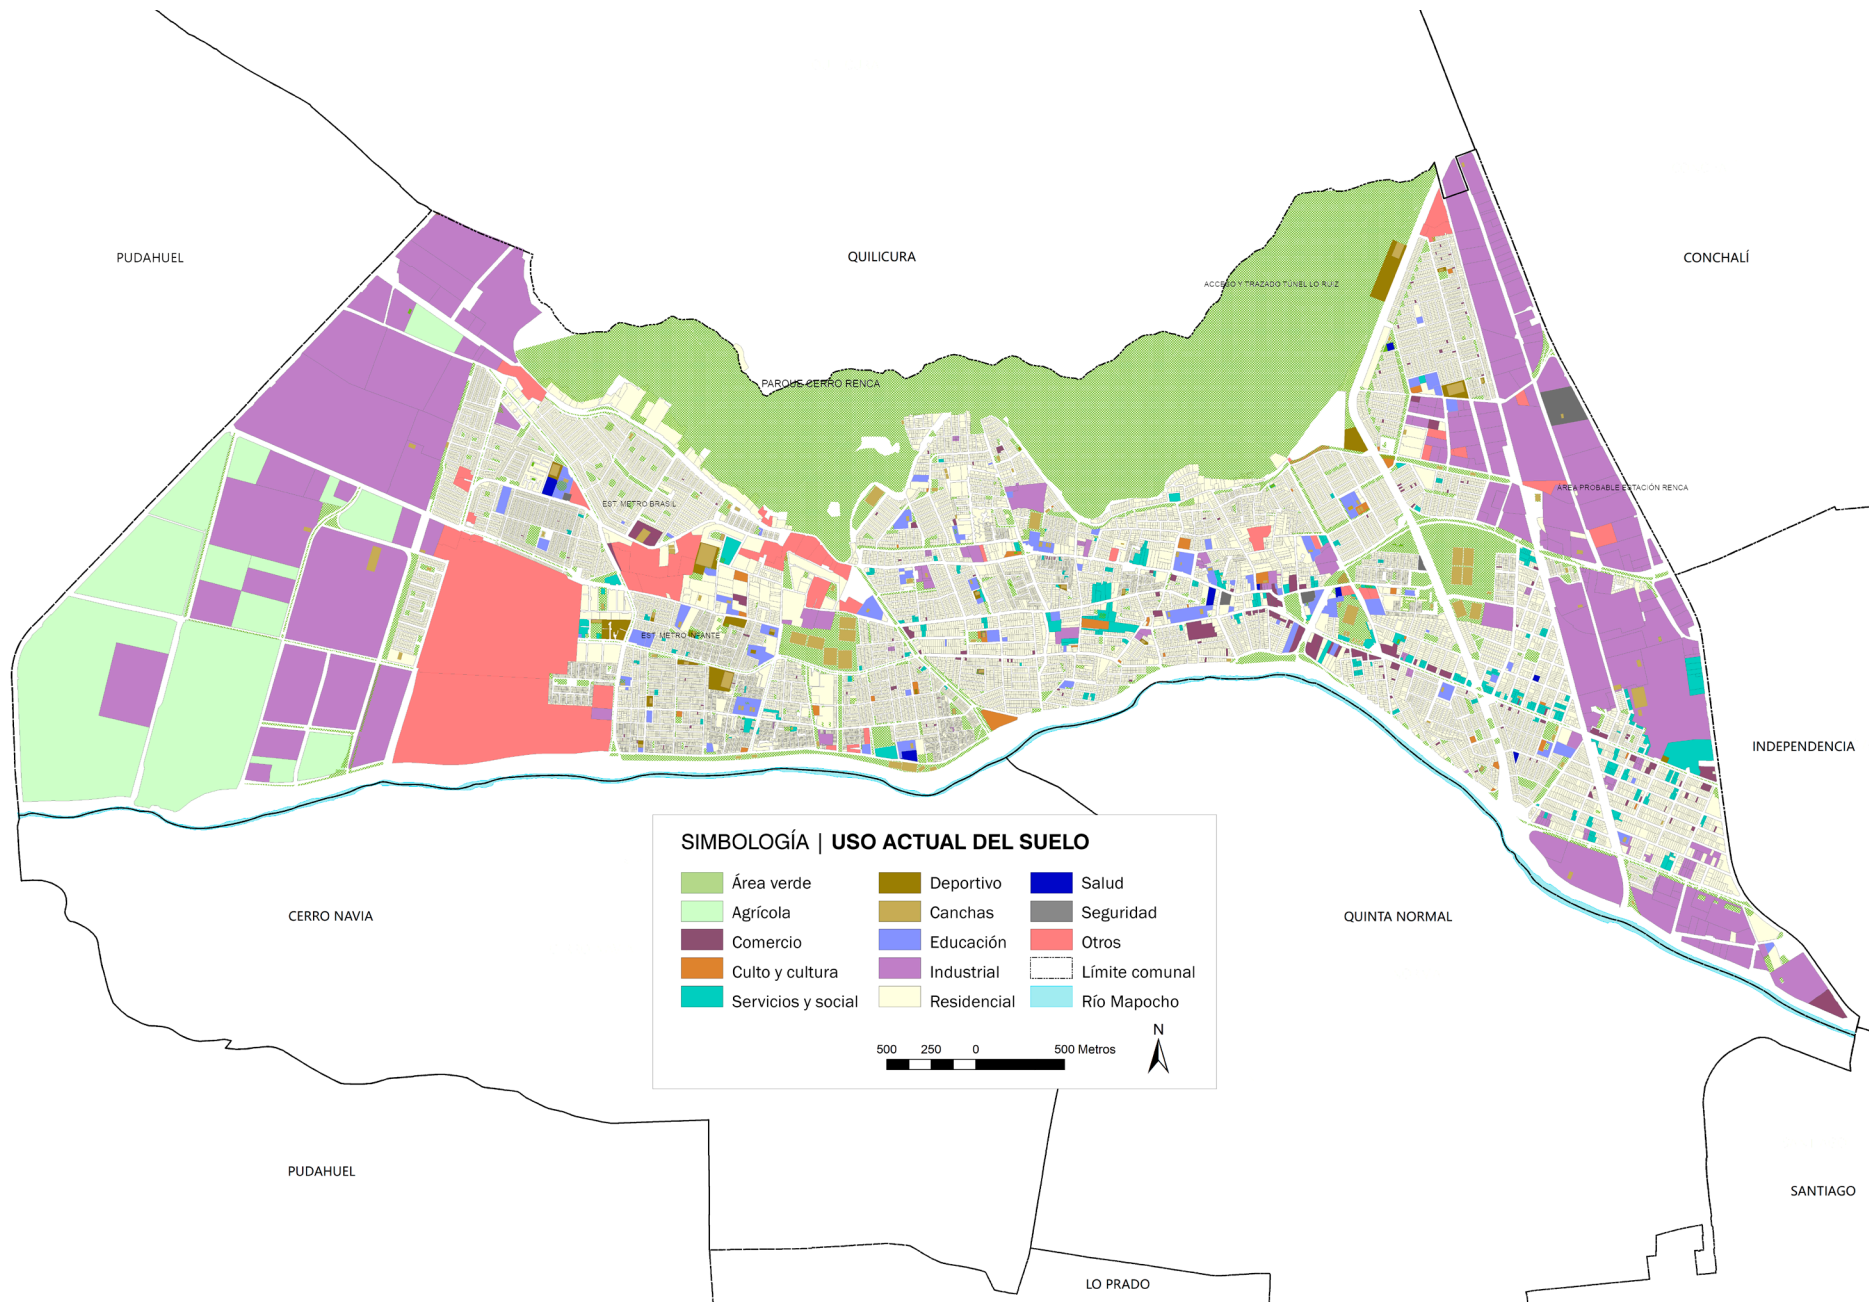 PUDAHUEL
QUILICURA
CONCHALÍ
ACCESO Y TRAZADO TÚNEL LO RUIZ
PARQUE CERRO RENCA
ÁREA PROBABLE ESTACIÓN RENCA
EST. METRO BRASIL
EST. METRO INFANTE
INDEPENDENCIA
CERRO NAVIA
QUINTA NORMAL
SIMBOLOGÍA | USO ACTUAL DEL SUELO
Área verde
Agrícola
Comercio
Culto y cultura
Servicios y social
Deportivo
Canchas
Educación
Industrial
Residencial
Salud
Seguridad
Otros
Límite comunal
Río Mapocho
500 250 0 500 Metros
N
PUDAHUEL
SANTIAGO
LO PRADO